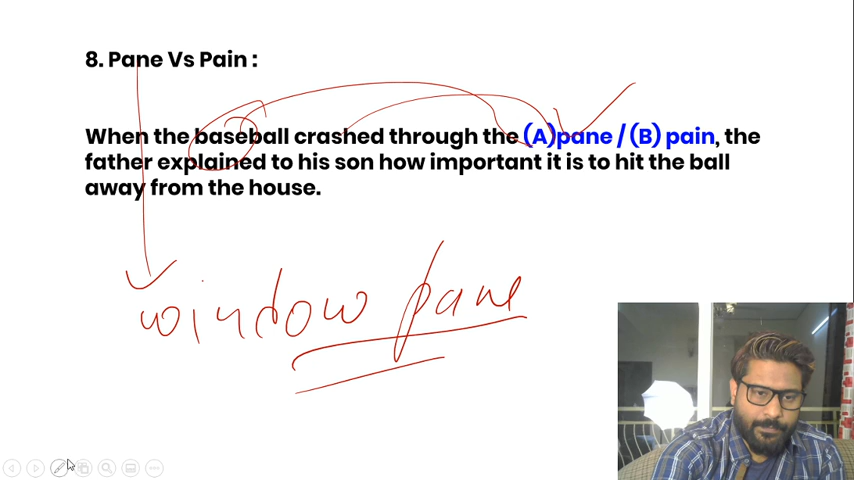 8. Pane Vs Pain :
When the baseball crashed through the (A)pane / (B) pain, the
father explained to his son how important it is to hit the ball
away from the house.
window pane